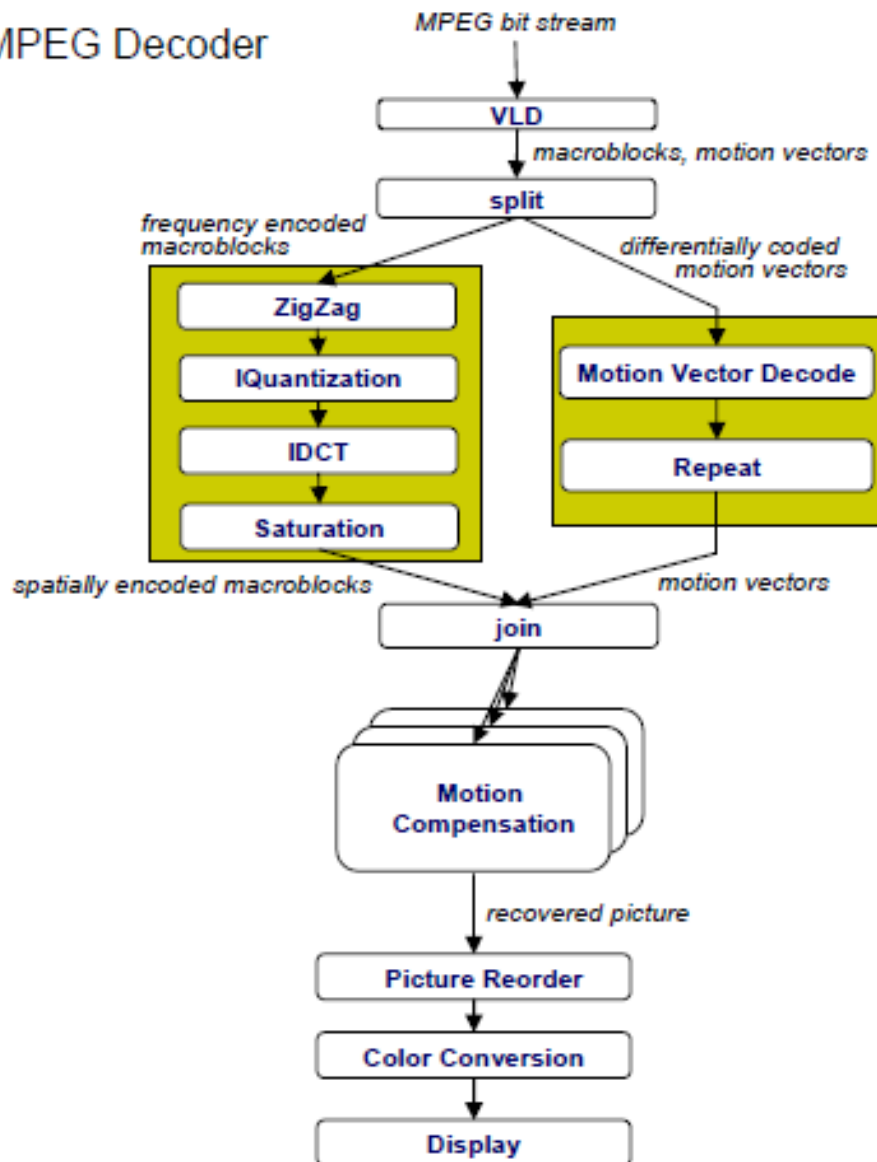 MPEG Decoder
MPEG bit stream
VLD
macroblocks, motion vectors
split
frequency encoded
macroblocks
differentially coded
motion vectors
ZigZag
IQuantization
IDCT
Saturation
Motion Vector Decode
Repeat
spatially encoded macroblocks
motion vectors
join
Motion
Compensation
recovered picture
Picture Reorder
Color Conversion
Display